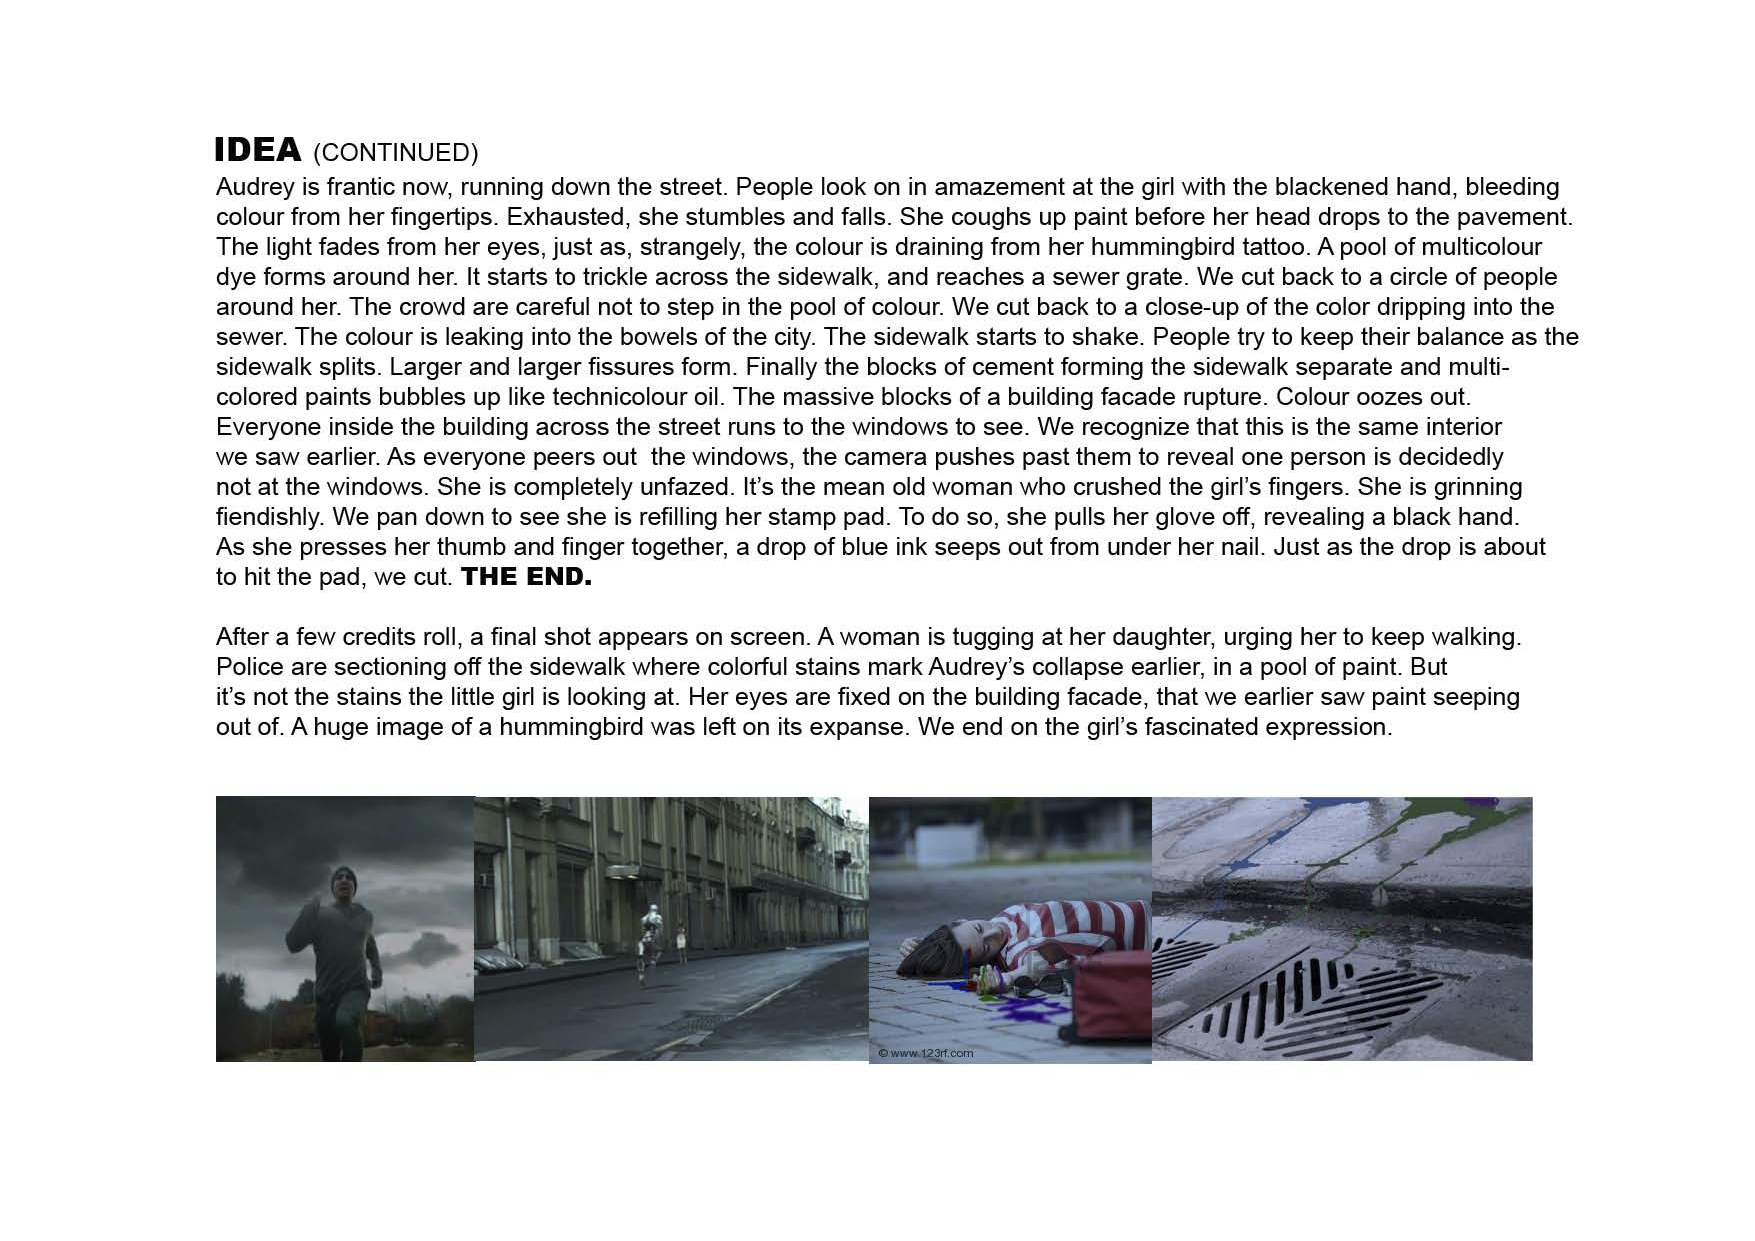 IDEA (CONTINUED)
Audrey is frantic now, running down the street. People look on in amazement at the girl with the blackened hand, bleeding
colour from her fingertips. Exhausted, she stumbles and falls. She coughs up paint before her head drops to the pavement.
The light fades from her eyes, just as, strangely, the colour is draining from her hummingbird tattoo. A pool of multicolour
dye forms around her. It starts to trickle across the sidewalk, and reaches a sewer grate. We cut back to a circle of people
around her. The crowd are careful not to step in the pool of colour. We cut back to a close-up of the color dripping into the
sewer. The colour is leaking into the bowels of the city. The sidewalk starts to shake. People try to keep their balance as the
sidewalk splits. Larger and larger fissures form. Finally the blocks of cement forming the sidewalk separate and multi-
colored paints bubbles up like technicolour oil. The massive blocks of a building facade rupture. Colour oozes out.
Everyone inside the building across the street runs to the windows to see. We recognize that this is the same interior
we saw earlier. As everyone peers out  the windows, the camera pushes past them to reveal one person is decidedly
not at the windows. She is completely unfazed. It’s the mean old woman who crushed the girl’s fingers. She is grinning
fiendishly. We pan down to see she is refilling her stamp pad. To do so, she pulls her glove off, revealing a black hand.
As she presses her thumb and finger together, a drop of blue ink seeps out from under her nail. Just as the drop is about
to hit the pad, we cut. THE END.
After a few credits roll, a final shot appears on screen. A woman is tugging at her daughter, urging her to keep walking.
Police are sectioning off the sidewalk where colorful stains mark Audrey’s collapse earlier, in a pool of paint. But
it’s not the stains the little girl is looking at. Her eyes are fixed on the building facade, that we earlier saw paint seeping
out of. A huge image of a hummingbird was left on its expanse. We end on the girl’s fascinated expression.
© www.123rf.com